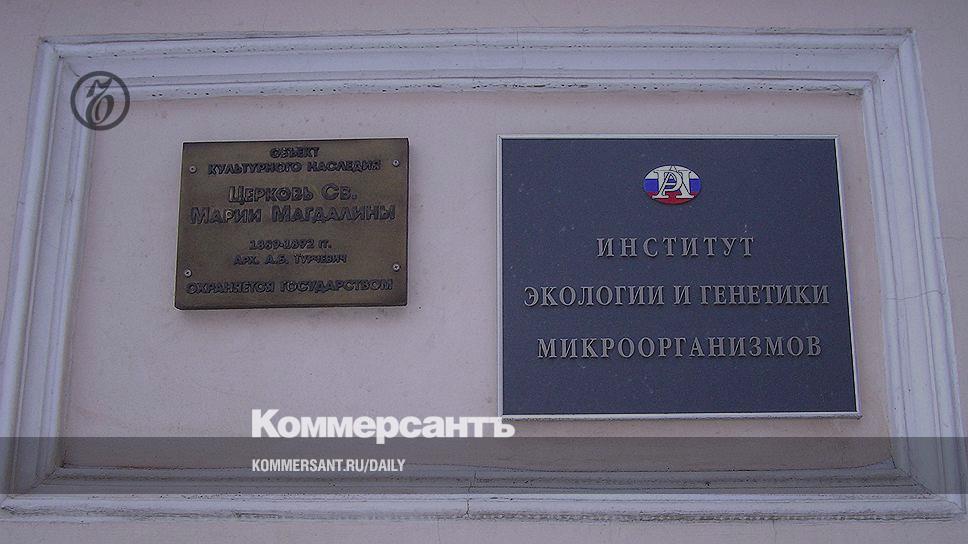 ОБЪЕКТ
КУЛЬТУРНОГО НАСЛЕДИЯ
ЦЕРКОВЬ СВ.
МАРИИ МАГДАЛИНЫ
1889-1892 ГГ.
АРХ. А.Б. ТУРЧЕВИЧ
ОХРАНЯЕТСЯ ГОСУДАРСТВОМ
ИНСТИТУТ
ЭКОЛОГИИ И ГЕНЕТИКИ
МИКРООРГАНИЗМОВ
Коммерсантъ
KOMMERSANT.RU/DAILY